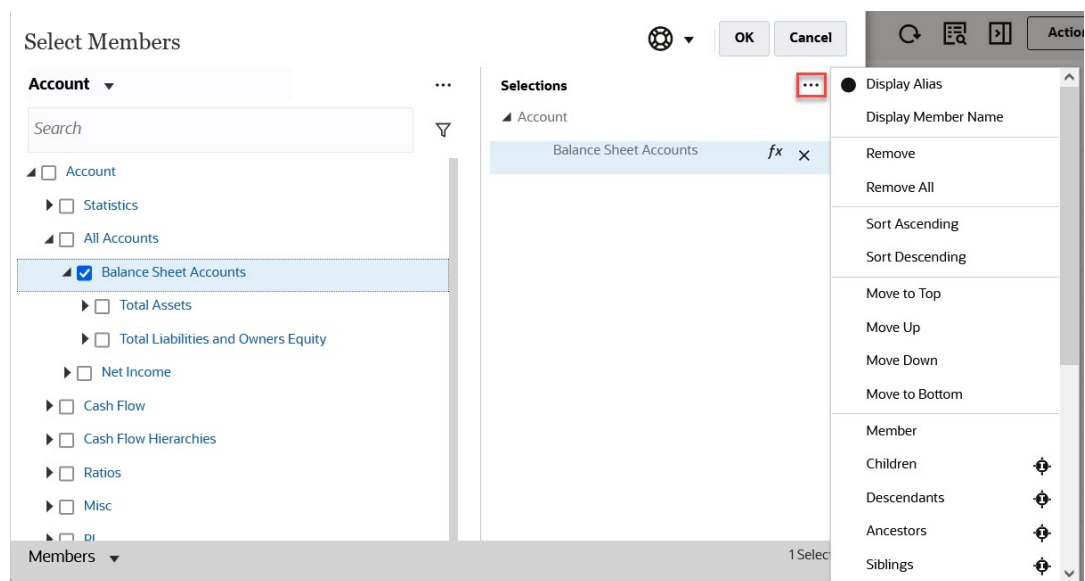 Select Members
OK
Cancel
Account
Search
Account
Statistics
All Accounts
Balance Sheet Accounts
Total Assets
Total Liabilities and Owners Equity
Net Income
Cash Flow
Cash Flow Hierarchies
Ratios
Misc
Members
Selections
Account
Balance Sheet Accounts fx
1 Selec
Actio
Display Alias
Display Member Name
Remove
Remove All
Sort Ascending
Sort Descending
Move to Top
Move Up
Move Down
Move to Bottom
Member
Children
Descendants
Ancestors
Siblings